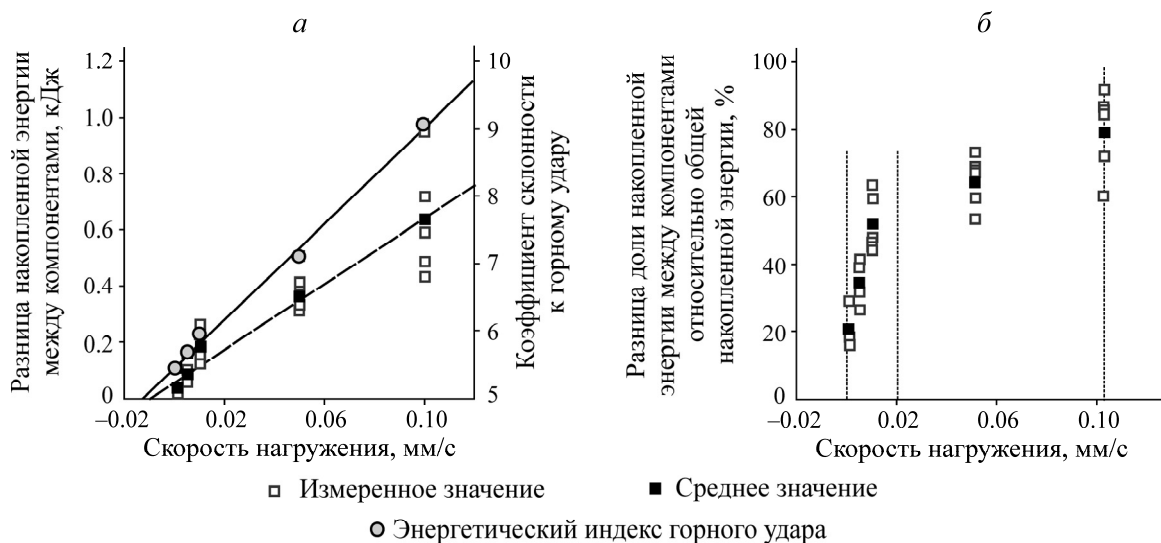 а
Разница накопленной энергии
между компонентами, кДж
1.2
1.0
0.8
0.6
0.4
0.2
0
10
9
8
7
6
5
Коэффициент склонности
к горному удару
–0.02 0.02 0.06 0.10
Скорость нагружения, мм/с
б
Разница доли накопленной
энергии между компонентами
относительно общей
накопленной энергии, %
100
80
60
40
20
0
–0.02 0.02 0.06 0.10
Скорость нагружения, мм/с
Измеренное значение
Среднее значение
Энергетический индекс горного удара